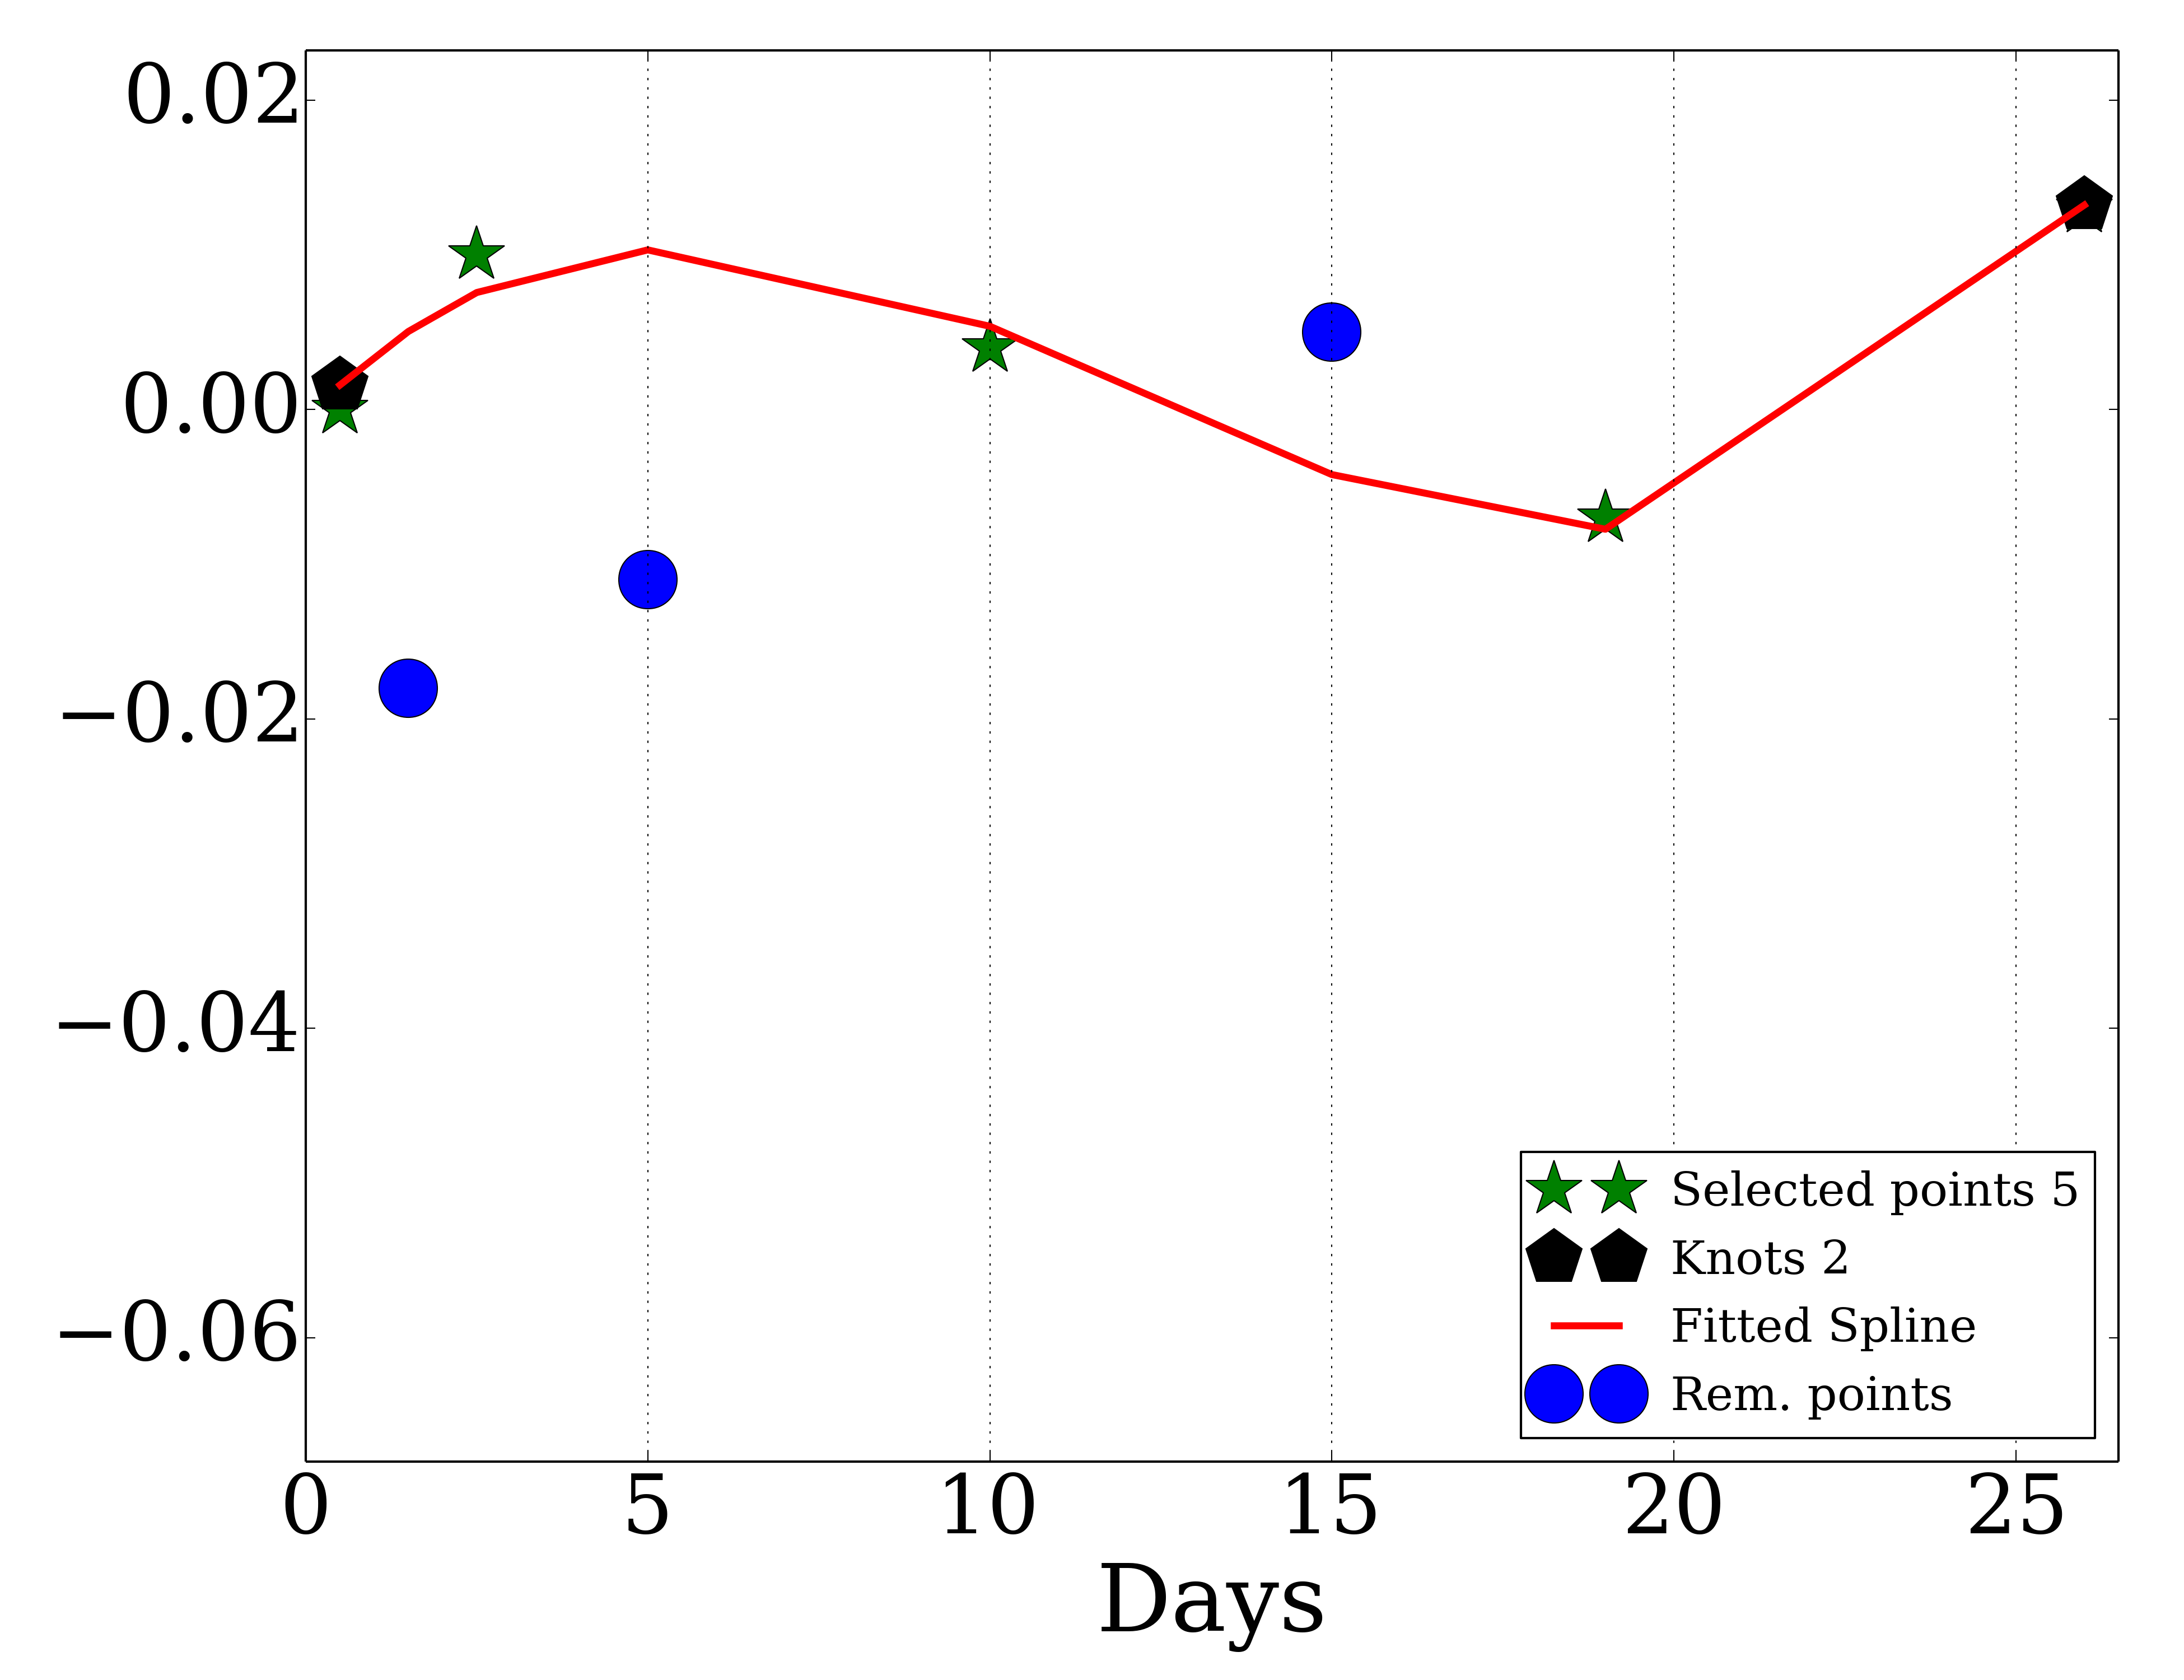 0.02
0.00
−0.02
−0.04
−0.06
Selected points 5
Knots 2
Fitted Spline
Rem. points
0 5 10 15 20 25
Days